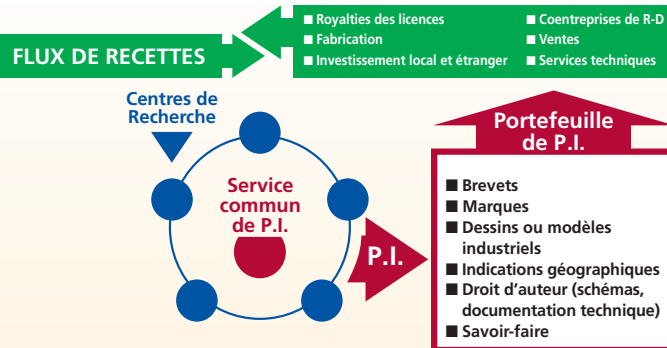 FLUX DE RECETTES
■ Royalties des licences
■ Fabrication
■ Investissement local et étranger
■ Coentreprises de R-D
■ Ventes
■ Services techniques
Centres de
Recherche
Service
commun
de P.I.
P.I.
Portefeuille
de P.I.
■ Brevets
■ Marques
■ Dessins ou modèles
industriels
■ Indications géographiques
■ Droit d'auteur (schémas,
documentation technique)
■ Savoir-faire